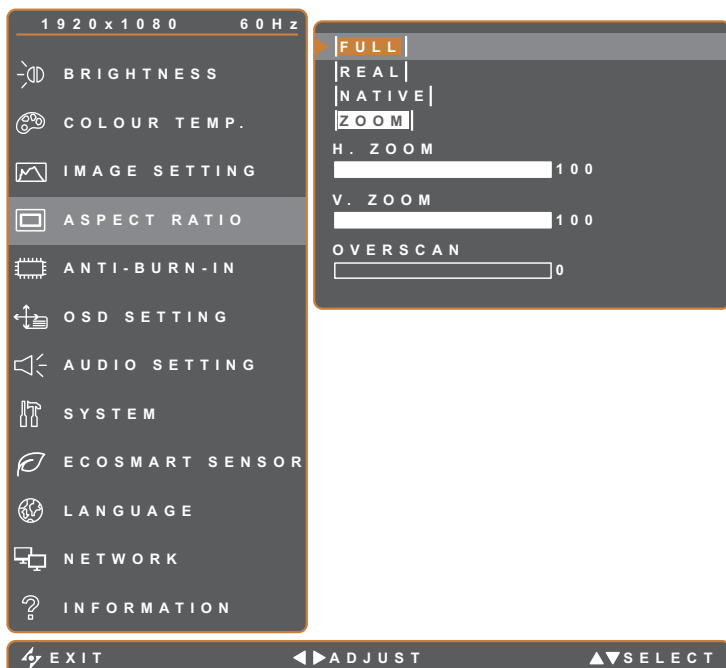 1920x1080 60Hz
BRIGHTNESS
COLOUR TEMP.
IMAGE SETTING
ASPECT RATIO
ANTI-BURN-IN
OSD SETTING
AUDIO SETTING
SYSTEM
ECOSMART SENSOR
LANGUAGE
NETWORK
INFORMATION
FULL
REAL
NATIVE
ZOOM
H. ZOOM
100
V. ZOOM
100
OVERSCAN
0
EXIT ADJUST SELECT